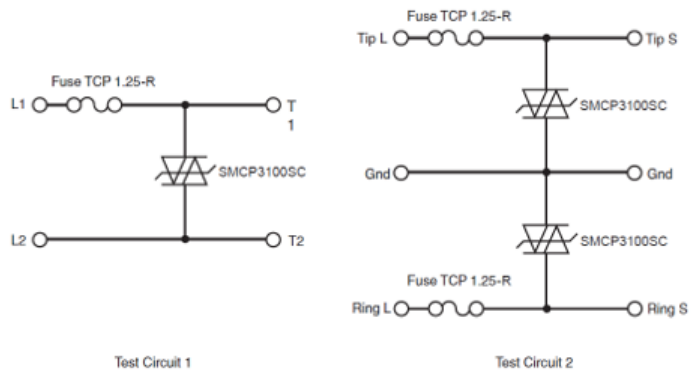 Fuse TCP 1.25-R
L1
T
1
SMCP3100SC
L2
T2
Test Circuit 1
Fuse TCP 1.25-R
Tip L
Tip S
SMCP3100SC
Gnd
Gnd
SMCP3100SC
Fuse TCP 1.25-R
Ring L
Ring S
Test Circuit 2